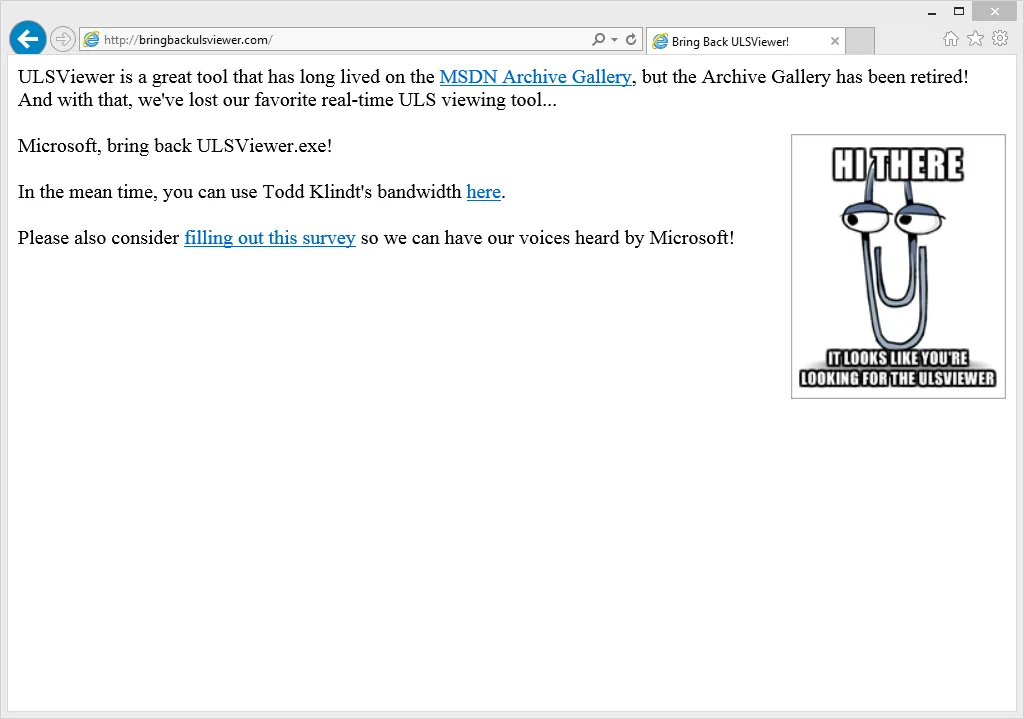 http://bringbackulsviewer.com/
Bring Back ULSViewer!
ULSViewer is a great tool that has long lived on the MSDN Archive Gallery, but the Archive Gallery has been retired!
And with that, we've lost our favorite real-time ULS viewing tool...
Microsoft, bring back ULSViewer.exe!
In the mean time, you can use Todd Klindt's bandwidth here.
Please also consider filling out this survey so we can have our voices heard by Microsoft!
HI THERE
IT LOOKS LIKE YOU'RE
LOOKING FOR THE ULSVIEWER